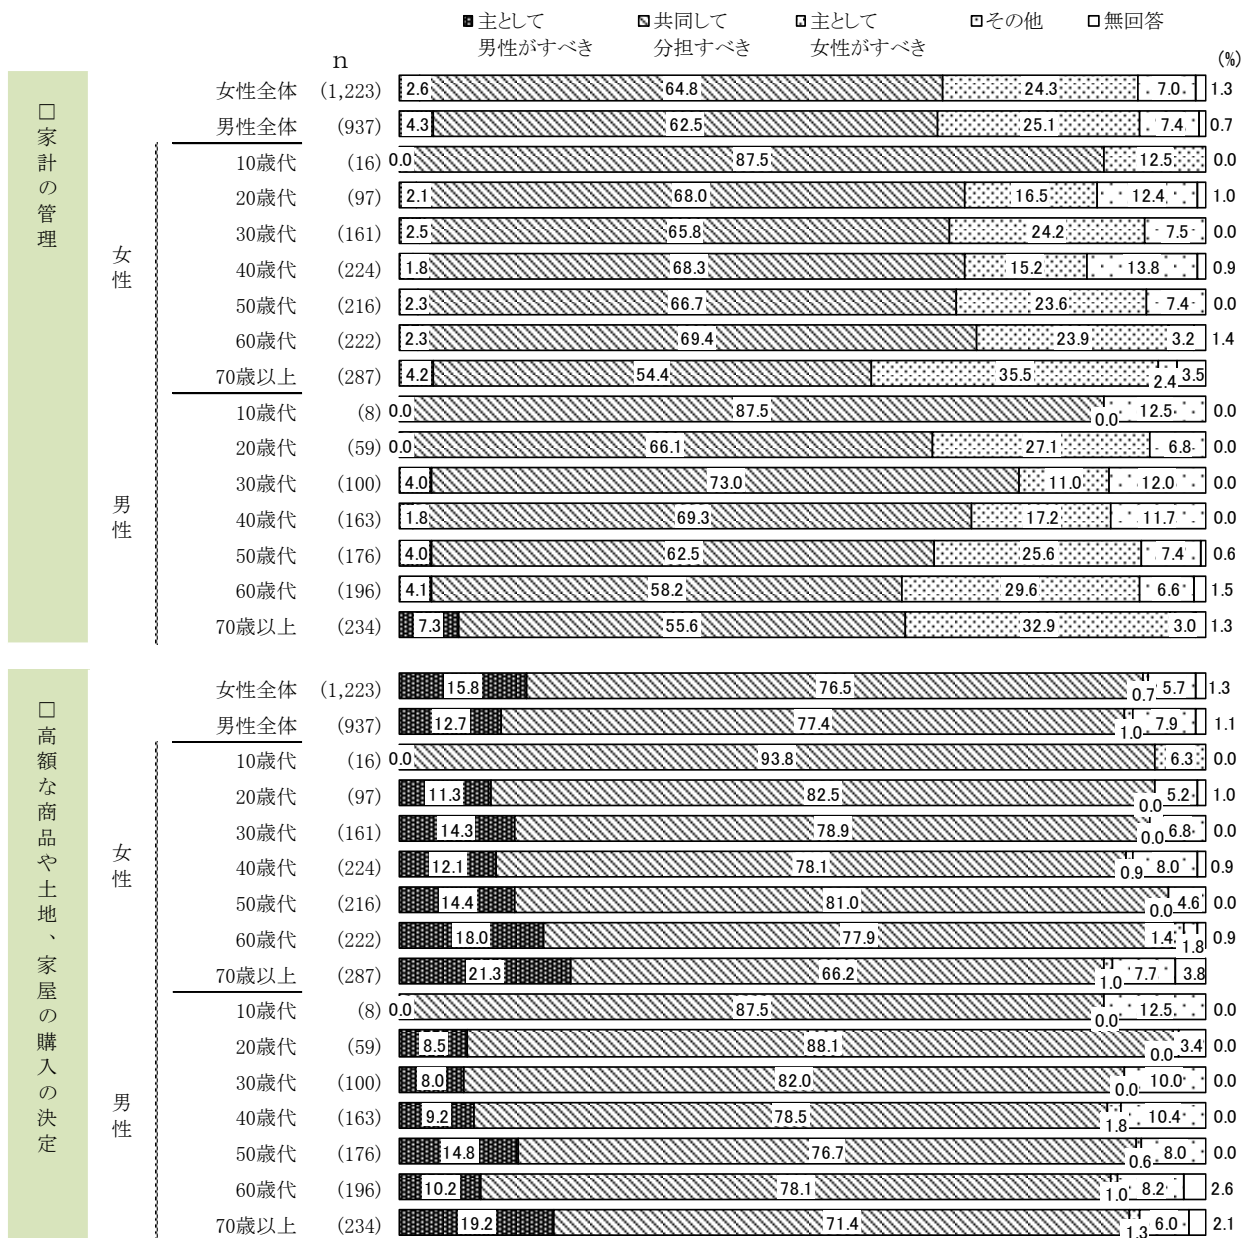 主として
男性がすべき
共同して
分担すべき
主として
女性がすべき
その他
無回答
n
(%)
□家計の管理
女性全体 (1,223) 2.6 64.8 24.3 7.0 1.3
男性全体 (937) 4.3 62.5 25.1 7.4 0.7
女性
10歳代 (16) 0.0 87.5 12.5 0.0
20歳代 (97) 2.1 68.0 16.5 12.4 1.0
30歳代 (161) 2.5 65.8 24.2 7.5 0.0
40歳代 (224) 1.8 68.3 15.2 13.8 0.9
50歳代 (216) 2.3 66.7 23.6 7.4 0.0
60歳代 (222) 2.3 69.4 23.9 3.2 1.4
70歳以上 (287) 4.2 54.4 35.5 2.4 3.5
男性
10歳代 (8) 0.0 87.5 0.0 12.5 0.0
20歳代 (59) 0.0 66.1 27.1 6.8 0.0
30歳代 (100) 4.0 73.0 11.0 12.0 0.0
40歳代 (163) 1.8 69.3 17.2 11.7 0.0
50歳代 (176) 4.0 62.5 25.6 7.4 0.6
60歳代 (196) 4.1 58.2 29.6 6.6 1.5
70歳以上 (234) 7.3 55.6 32.9 3.0 1.3
□高額な商品や土地、家屋の購入の決定
女性全体 (1,223) 15.8 76.5 0.7 5.7 1.3
男性全体 (937) 12.7 77.4 1.0 7.9 1.1
女性
10歳代 (16) 0.0 93.8 6.3 0.0
20歳代 (97) 11.3 82.5 0.0 5.2 1.0
30歳代 (161) 14.3 78.9 0.0 6.8 0.0
40歳代 (224) 12.1 78.1 0.9 8.0 0.9
50歳代 (216) 14.4 81.0 0.0 4.6 0.0
60歳代 (222) 18.0 77.9 1.4 1.8 0.9
70歳以上 (287) 21.3 66.2 1.0 7.7 3.8
男性
10歳代 (8) 0.0 87.5 0.0 12.5 0.0
20歳代 (59) 8.5 88.1 0.0 3.4 0.0
30歳代 (100) 8.0 82.0 0.0 10.0 0.0
40歳代 (163) 9.2 78.5 1.8 10.4 0.0
50歳代 (176) 14.8 76.7 0.6 8.0 0.0
60歳代 (196) 10.2 78.1 1.0 8.2 2.6
70歳以上 (234) 19.2 71.4 1.3 6.0 2.1